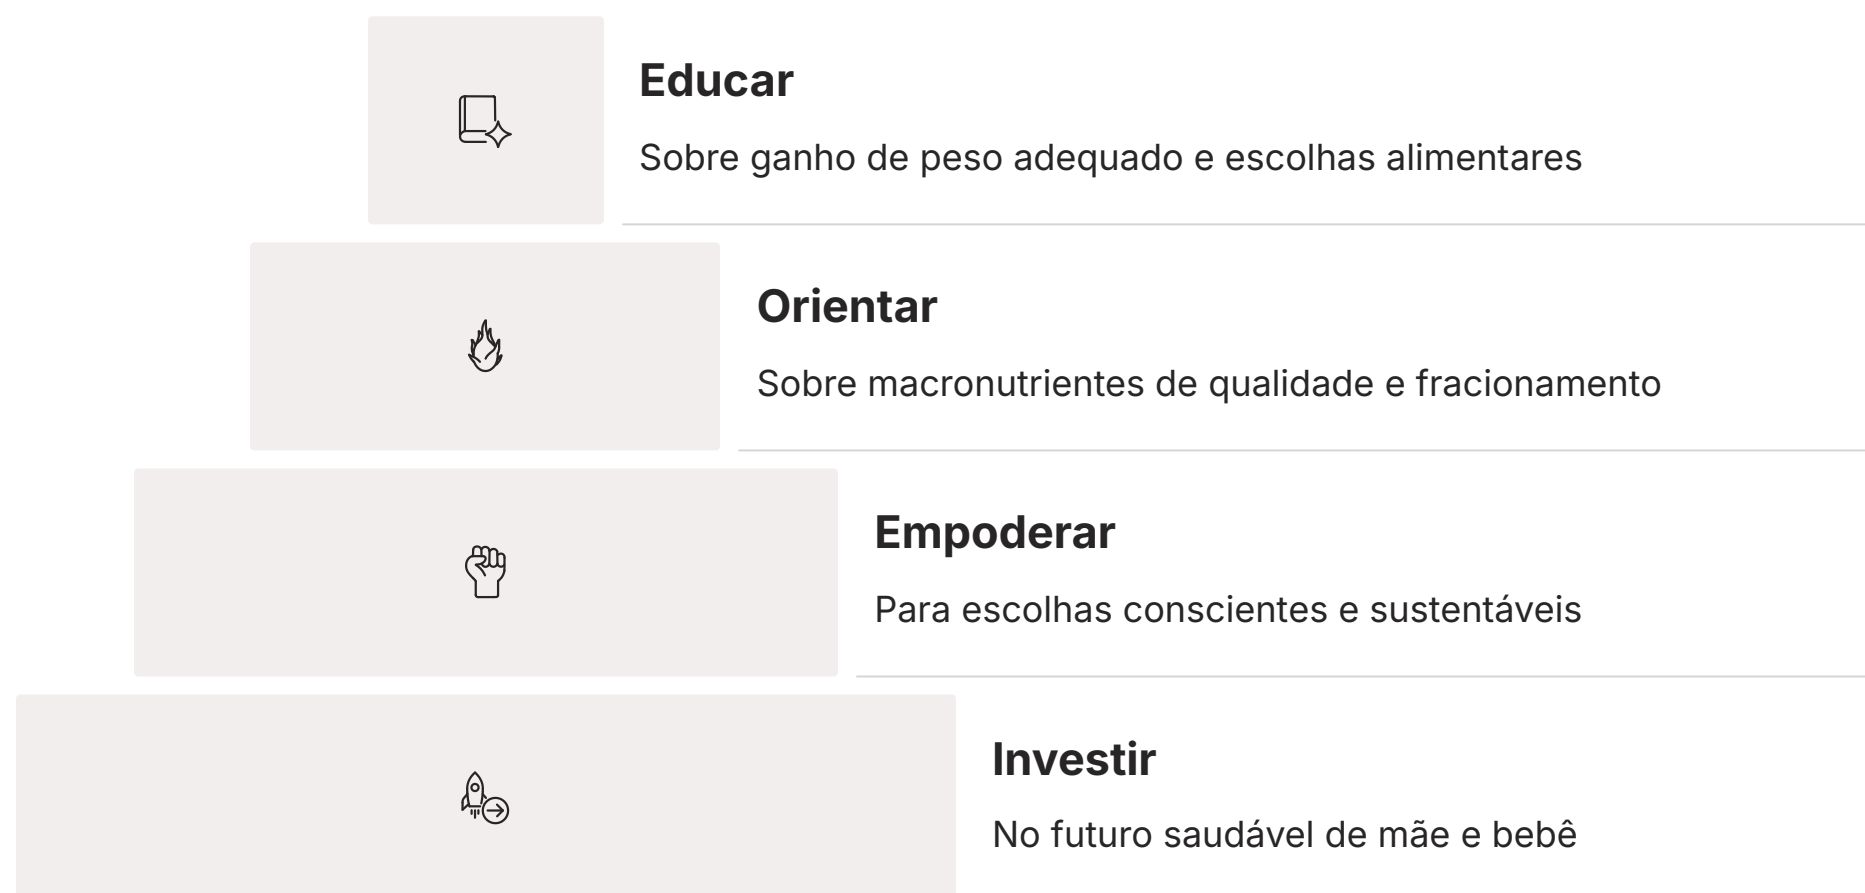 Educar
Sobre ganho de peso adequado e escolhas alimentares
Orientar
Sobre macronutrientes de qualidade e fracionamento
Empoderar
Para escolhas conscientes e sustentáveis
Investir
No futuro saudável de mãe e bebê